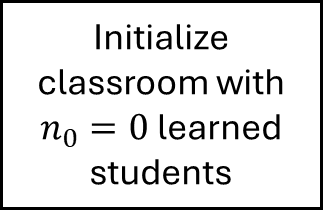 Initialize
classroom with
n₀ = 0 learned
students